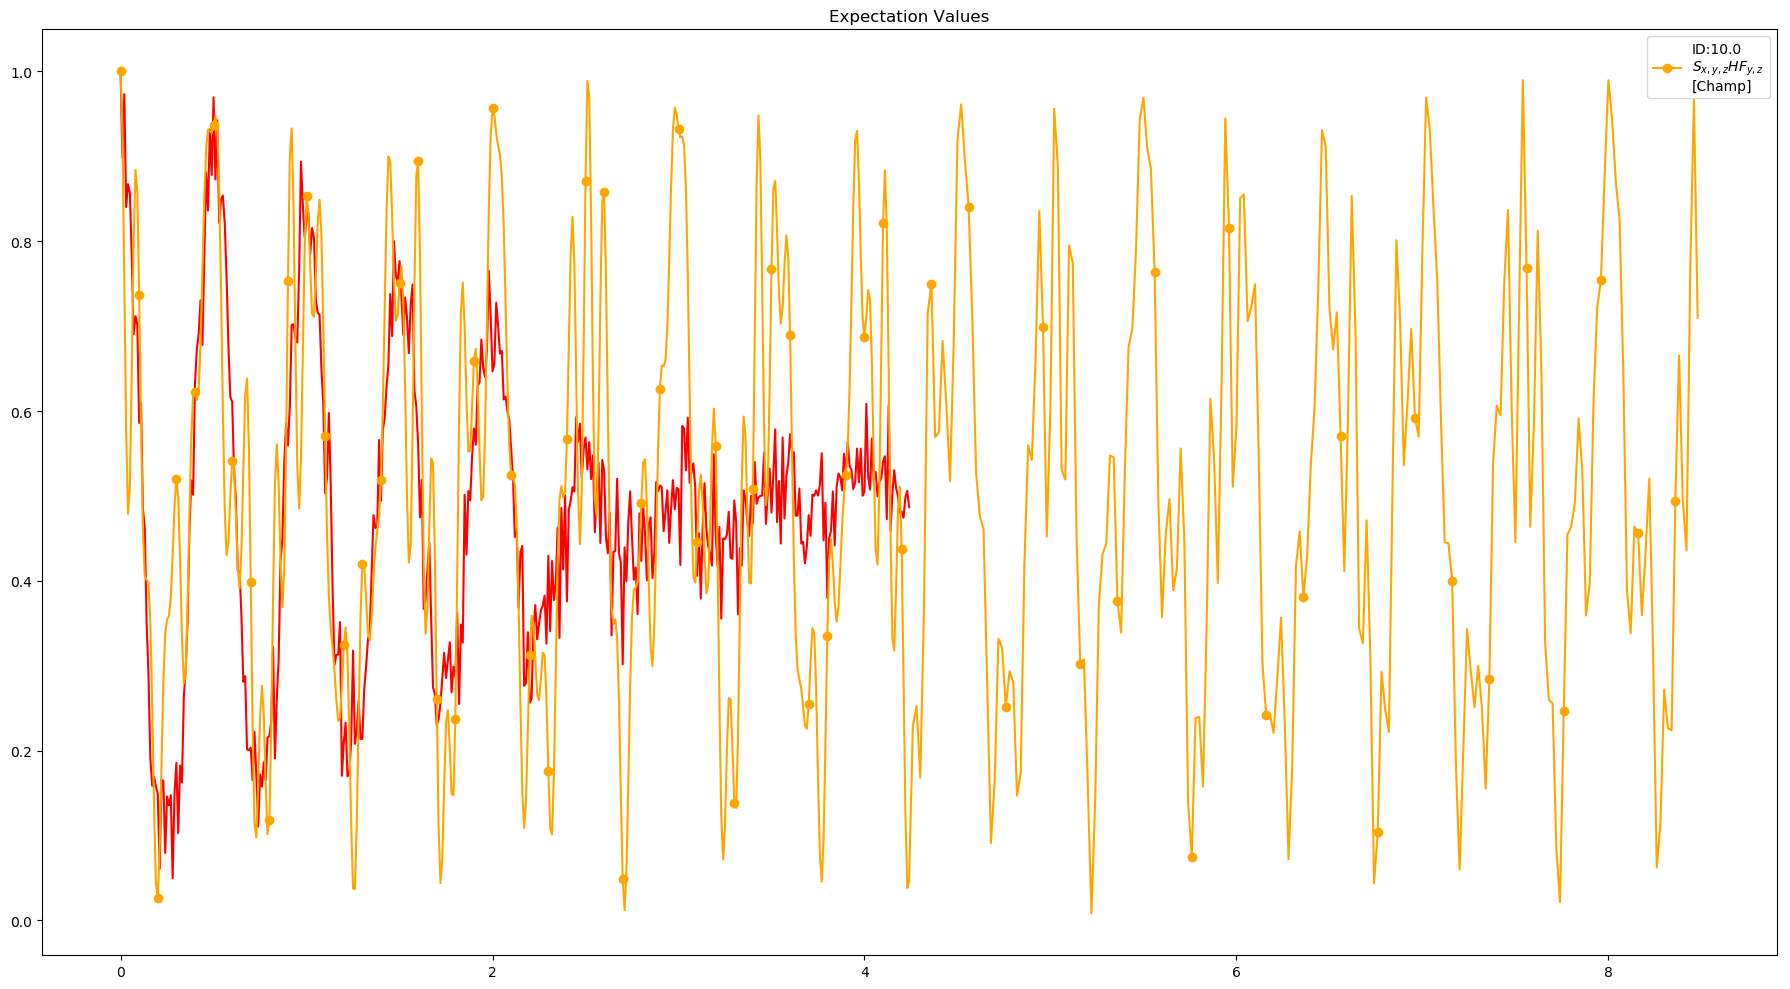 Expectation Values
ID:10.0
$S_{x,y,z}HF_{y,z}$
[Champ]
1.0
0.8
0.6
0.4
0.2
0.0
0 2 4 6 8